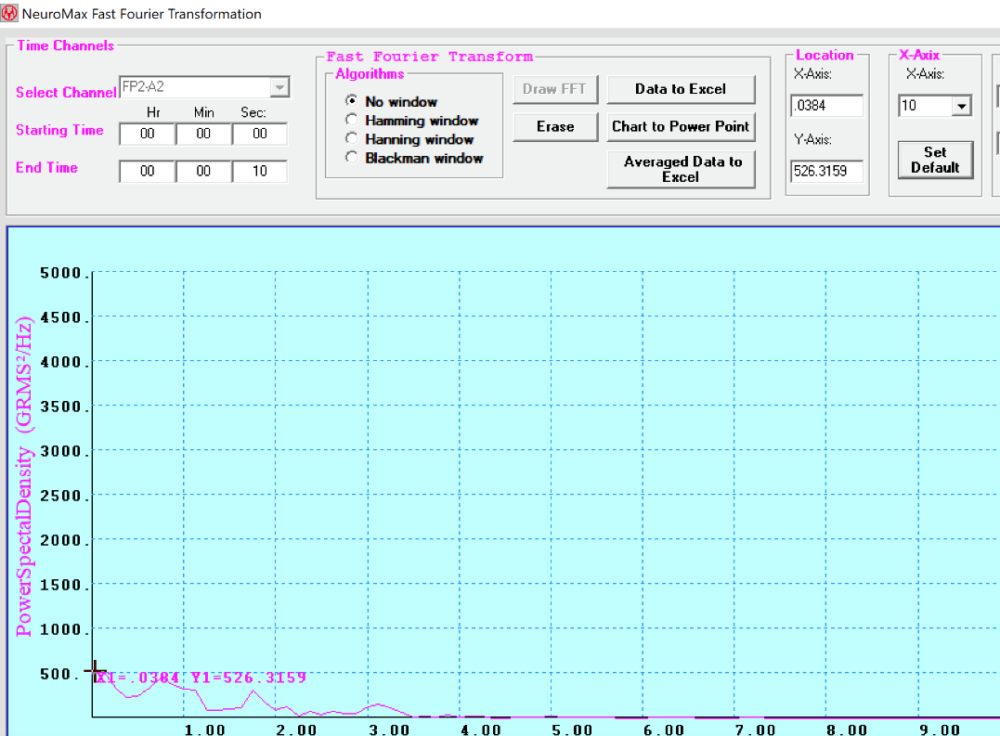 NeuroMax Fast Fourier Transformation
Time Channels
Select Channel FP2-A2
Hr Min Sec:
Starting Time 00 00 00
End Time 00 00 10
Fast Fourier Transform
Algorithms
No window
Hamming window
Hanning window
Blackman window
Draw FFT
Erase
Data to Excel
Chart to Power Point
Averaged Data to
Excel
Location
X-Axis:
.0384
Y-Axis:
526.3159
X-Axis
X-Axis:
10
Set
Default
PowerSpectalDensity (GRMS²/Hz)
5000.
4500.
4000.
3500.
3000.
2500.
2000.
1500.
1000.
500.
X1=.0384 Y1=526.3159
1.00 2.00 3.00 4.00 5.00 6.00 7.00 8.00 9.00